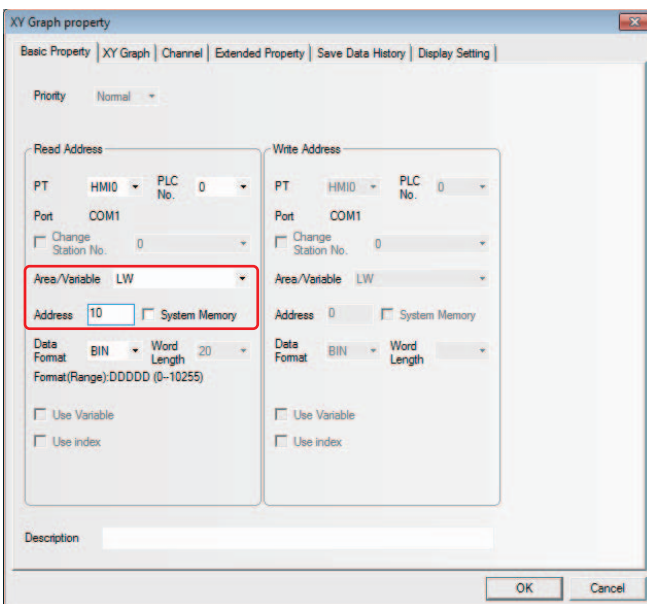 XY Graph property
Basic Property XY Graph Channel Extended Property Save Data History Display Setting
Priority Normal
Read Address
PT HMI0 PLC No. 0
Port COM1
Change Station No. 0
Area/Variable LW
Address 10 System Memory
Data Format BIN Word Length 20
Format(Range):DDDDD (0--10255)
Use Variable
Use index
Write Address
PT HMI0 PLC No. 0
Port COM1
Change Station No. 0
Area/Variable LW
Address 0 System Memory
Data Format BIN Word Length
Use Variable
Use index
Description
OK Cancel